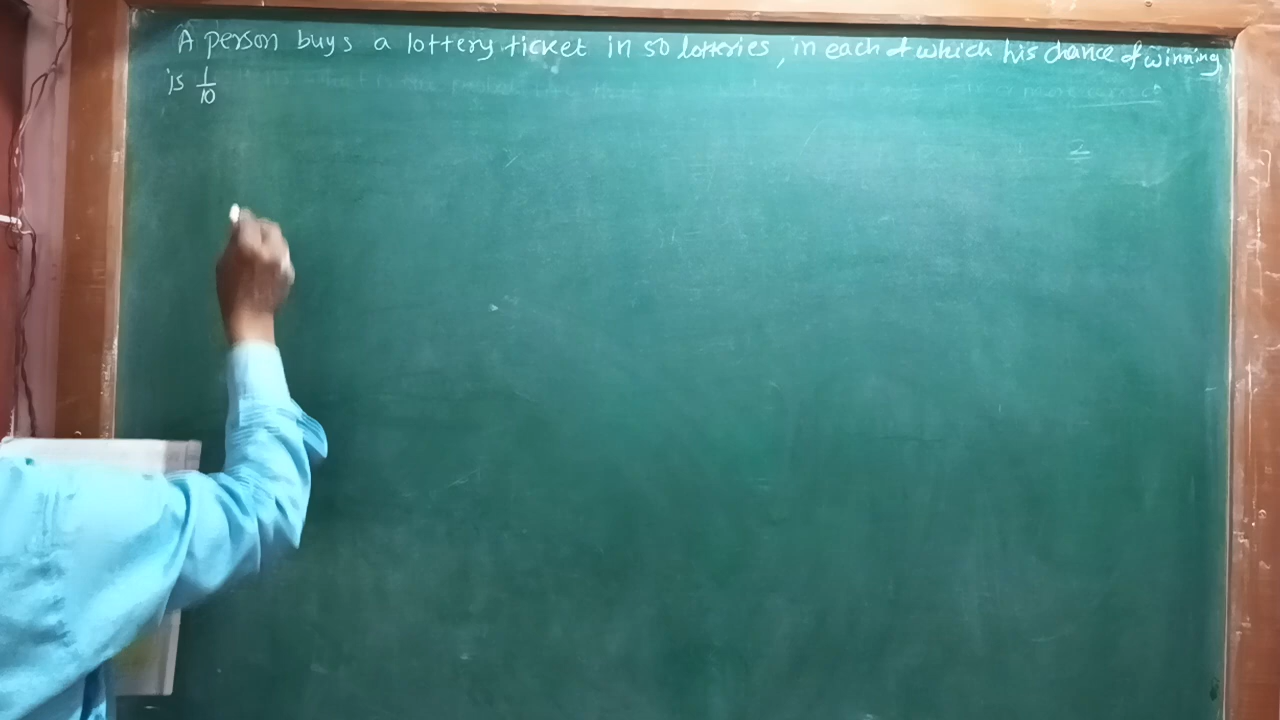 A person buys a lottery ticket in 50 lotteries, in each of which his chance of winning
is 1/10